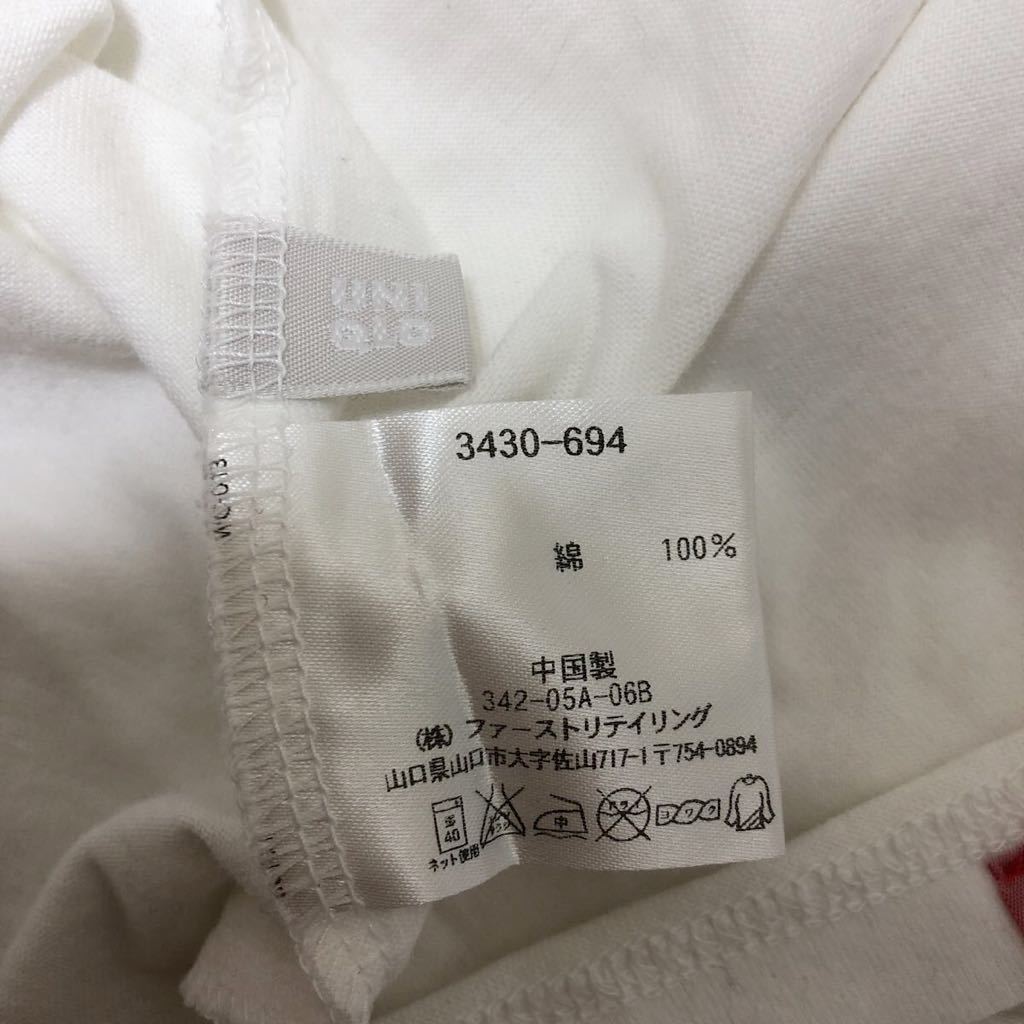 UNI
QLO
3430-694
綿 100%
中国製
342-05A-06B
(株)ファーストリテイリング
山口県山口市大字佐山717-1〒754-0894
40
中
ネット使用